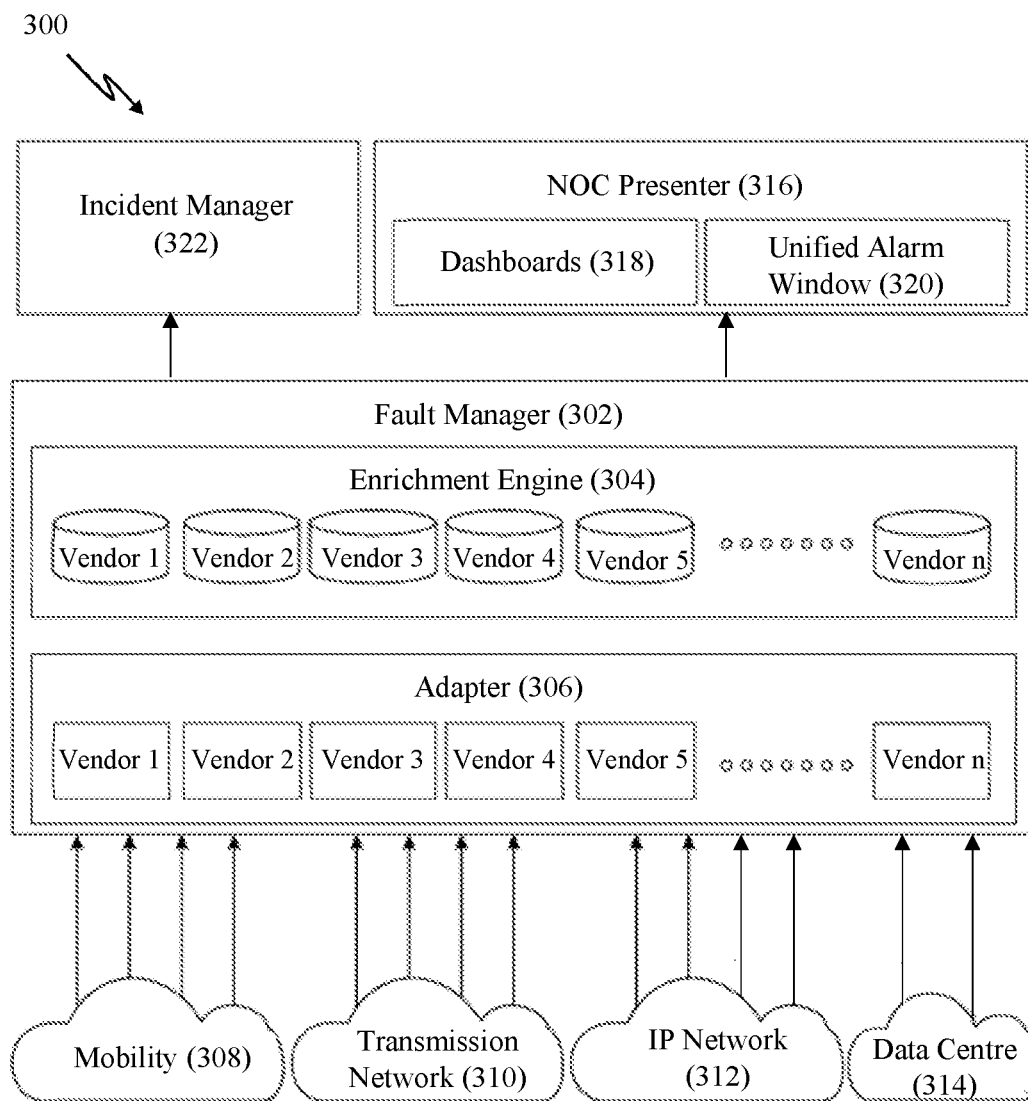 300
Incident Manager
(322)
NOC Presenter (316)
Dashboards (318)
Unified Alarm
Window (320)
Fault Manager (302)
Enrichment Engine (304)
Vendor 1
Vendor 2
Vendor 3
Vendor 4
Vendor 5
Vendor n
Adapter (306)
Vendor 1
Vendor 2
Vendor 3
Vendor 4
Vendor 5
Vendor n
Mobility (308)
Transmission
Network (310)
IP Network
(312)
Data Centre
(314)